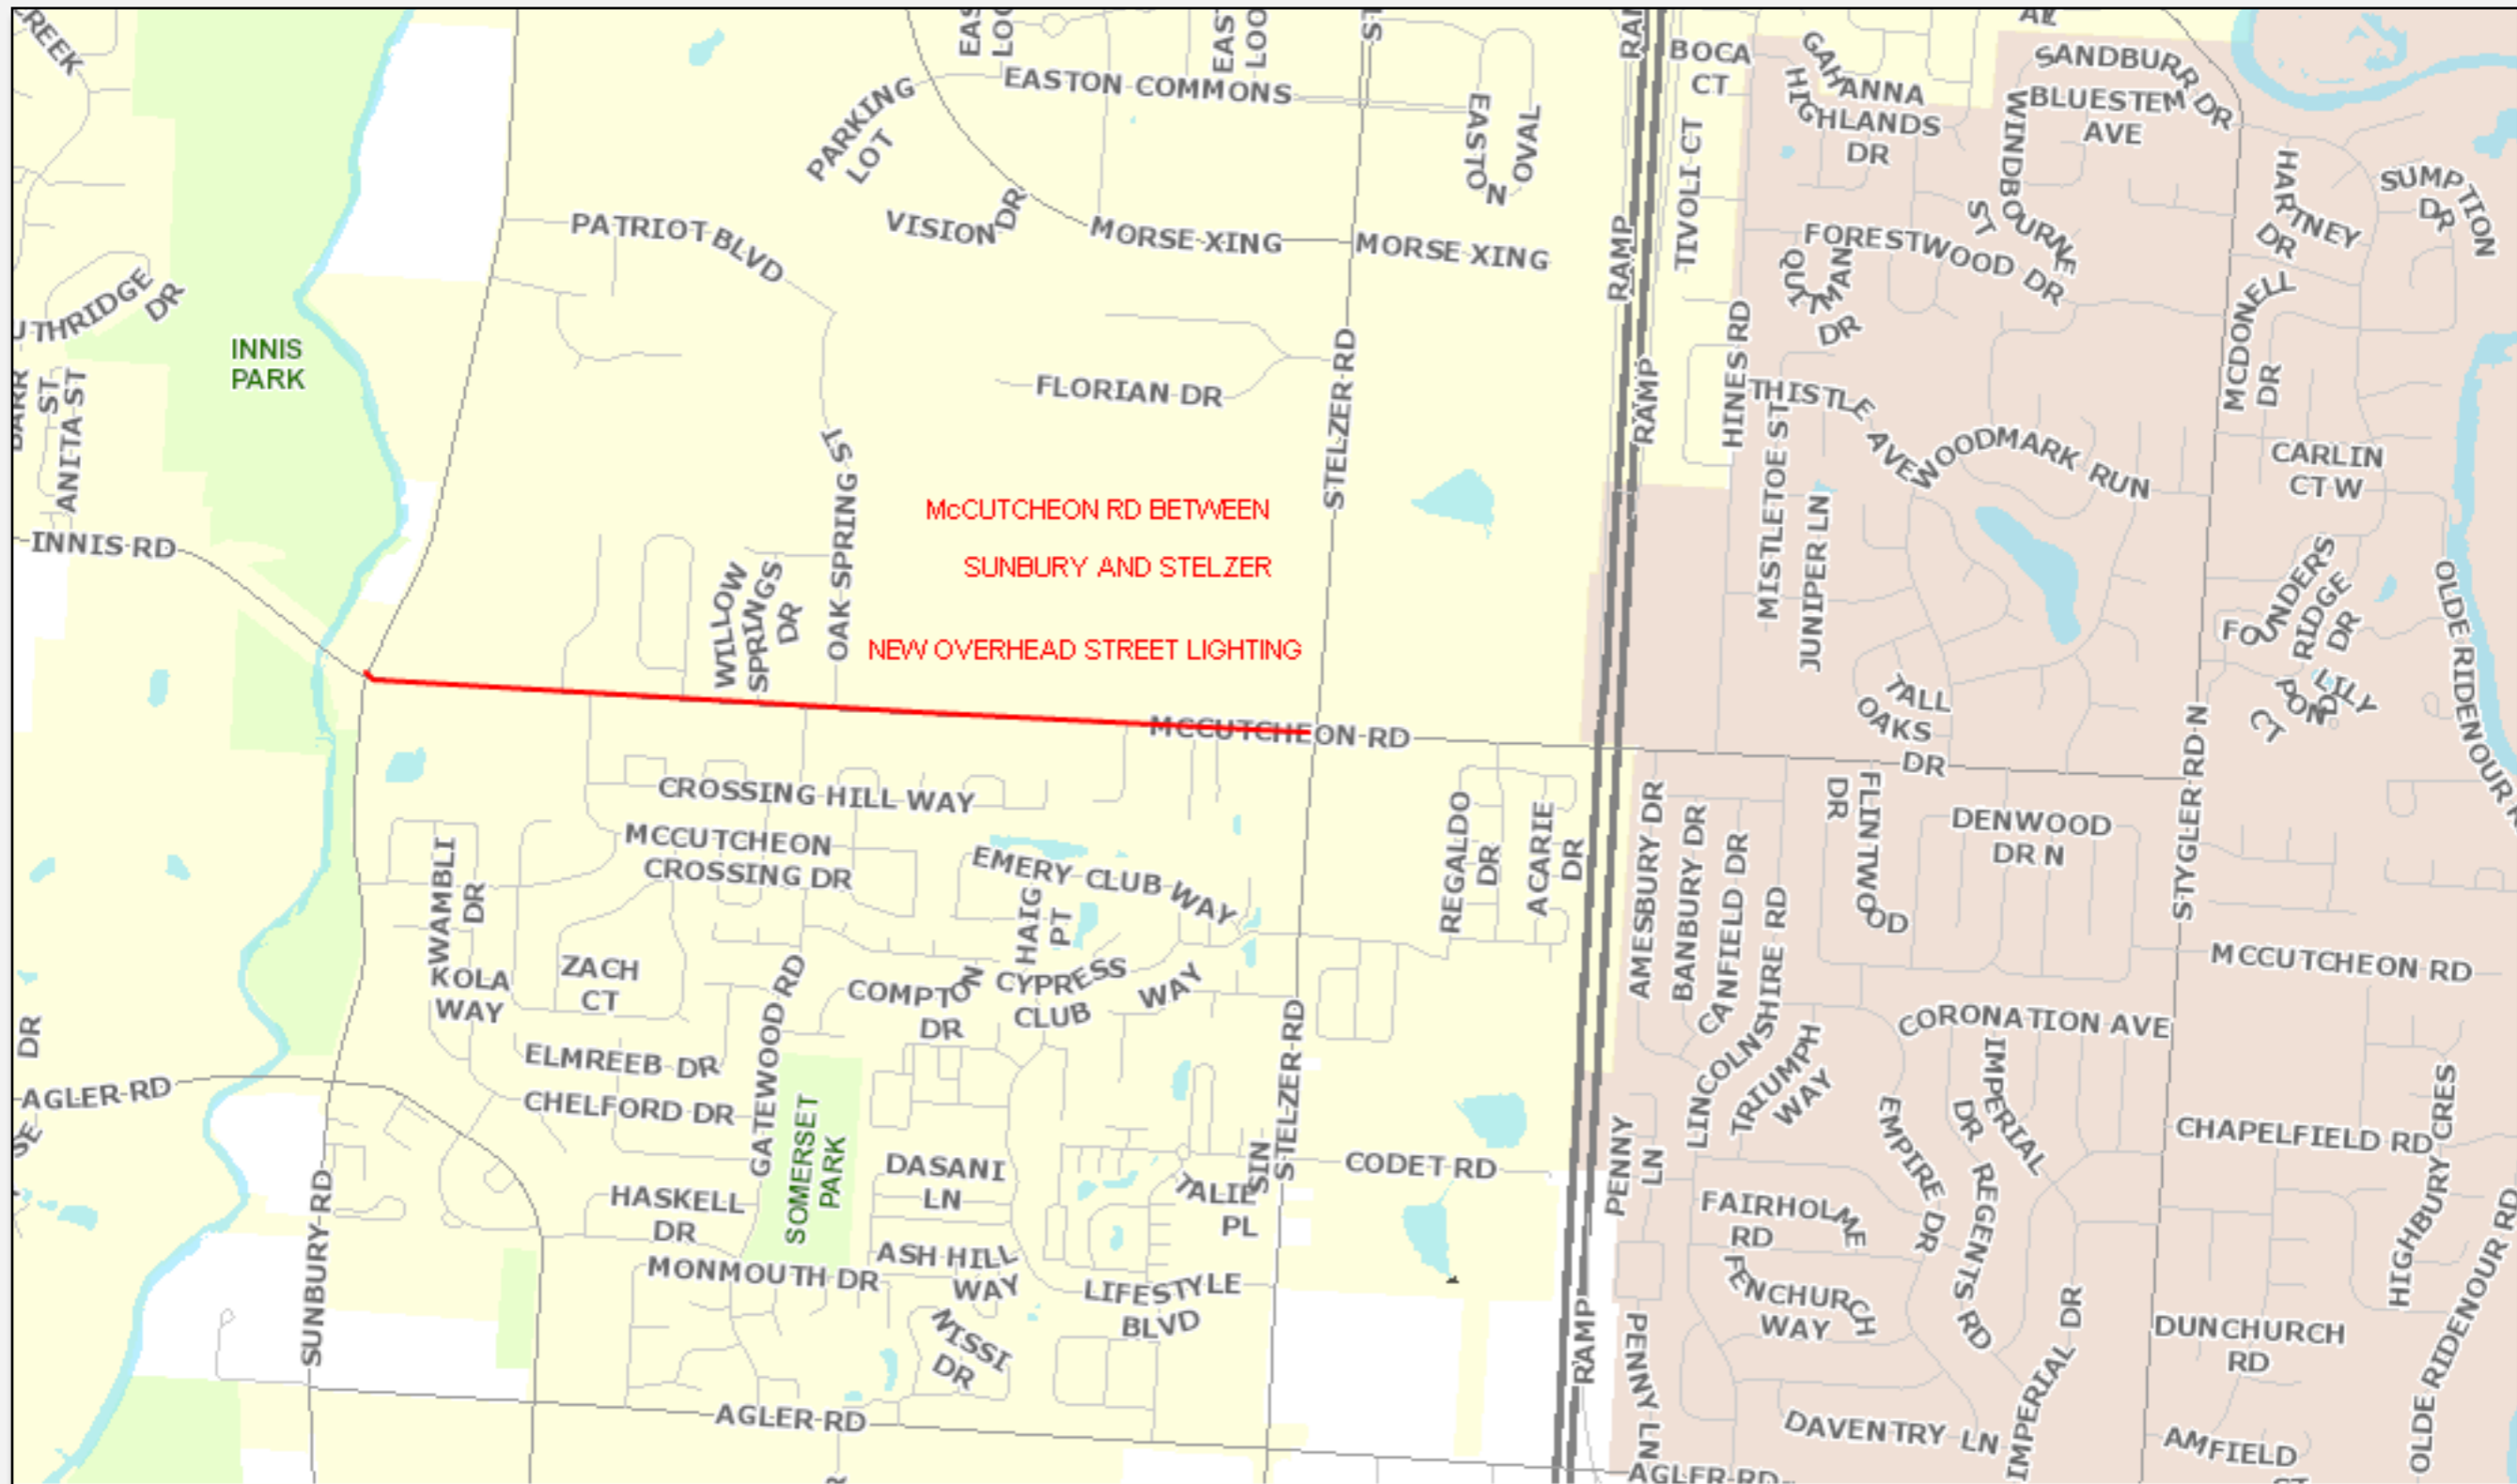 CREEK
EASTON COMMONS
BOCA
CT
GAHANNA
HIGHLANDS
DR
SANDBURR DR
BLUESTEM
AVE
PARKING
LOT
EASTON
OVAL
TIVOLI CT
WINDBOURNE
ST
HARTNEY
DR
SUMPTION
DR
PATRIOT BLVD
VISION DR
MORSE XING
MORSE XING
RAMP
FORESTWOOD DR
QUITMAN
DR
MCDONELL
DR
UTHRIDGE
DR
INNIS
PARK
ST
ANITA ST
FLORIAN DR
STELZER RD
RAMP
HINES RD
THISTLE AVE
WOODMARK RUN
CARLIN
CT W
MISTLETOE ST
JUNIPER LN
OAK SPRING ST
McCUTCHEON RD BETWEEN
SUNBURY AND STELZER
NEW OVERHEAD STREET LIGHTING
INNIS RD
WILLOW
SPRINGS
DR
FOUNDERS
RIDGE
DR
LILY
POND
CT
OLDE RIDENOUR
TALL
OAKS
DR
MCCUTCHEON RD
STYGLER RD N
CROSSING HILL WAY
MCCUTCHEON
CROSSING DR
EMERY CLUB WAY
HAIG
PT
REGALDO
DR
ACARIE
DR
AMESBURY DR
BANBURY DR
CANFIELD DR
LINCOLNSHIRE RD
FLINTWOOD
DR
DENWOOD
DR N
WAMBLI
DR
KOLA
WAY
ZACH
CT
GATEWOOD RD
COMPTON
DR
CYPRESS
CLUB
WAY
MCCUTCHEON RD
CORONATION AVE
DR
ELMREEB DR
CHELFORD DR
AGLER RD
SOMERSET
PARK
STELZER RD
TRIUMPH
WAY
IMPERIAL
DR
EMPIRE DR
REGENTS RD
CHAPELFIELD RD
HIGHBURY CRES
PENNY
LN
CODET RD
DASANI
LN
TALIESIN
PL
HASKELL
DR
MONMOUTH DR
ASH HILL
WAY
LIFESTYLE
BLVD
NISSI
DR
SUNBURY RD
FAIRHOLME
RD
FENCHURCH
WAY
RAMP
PENNY LN
IMPERIAL DR
DUNCHURCH
RD
OLDE RIDENOUR RD
AGLER RD
DAVENTRY LN
AMFIELD
AGLER RD